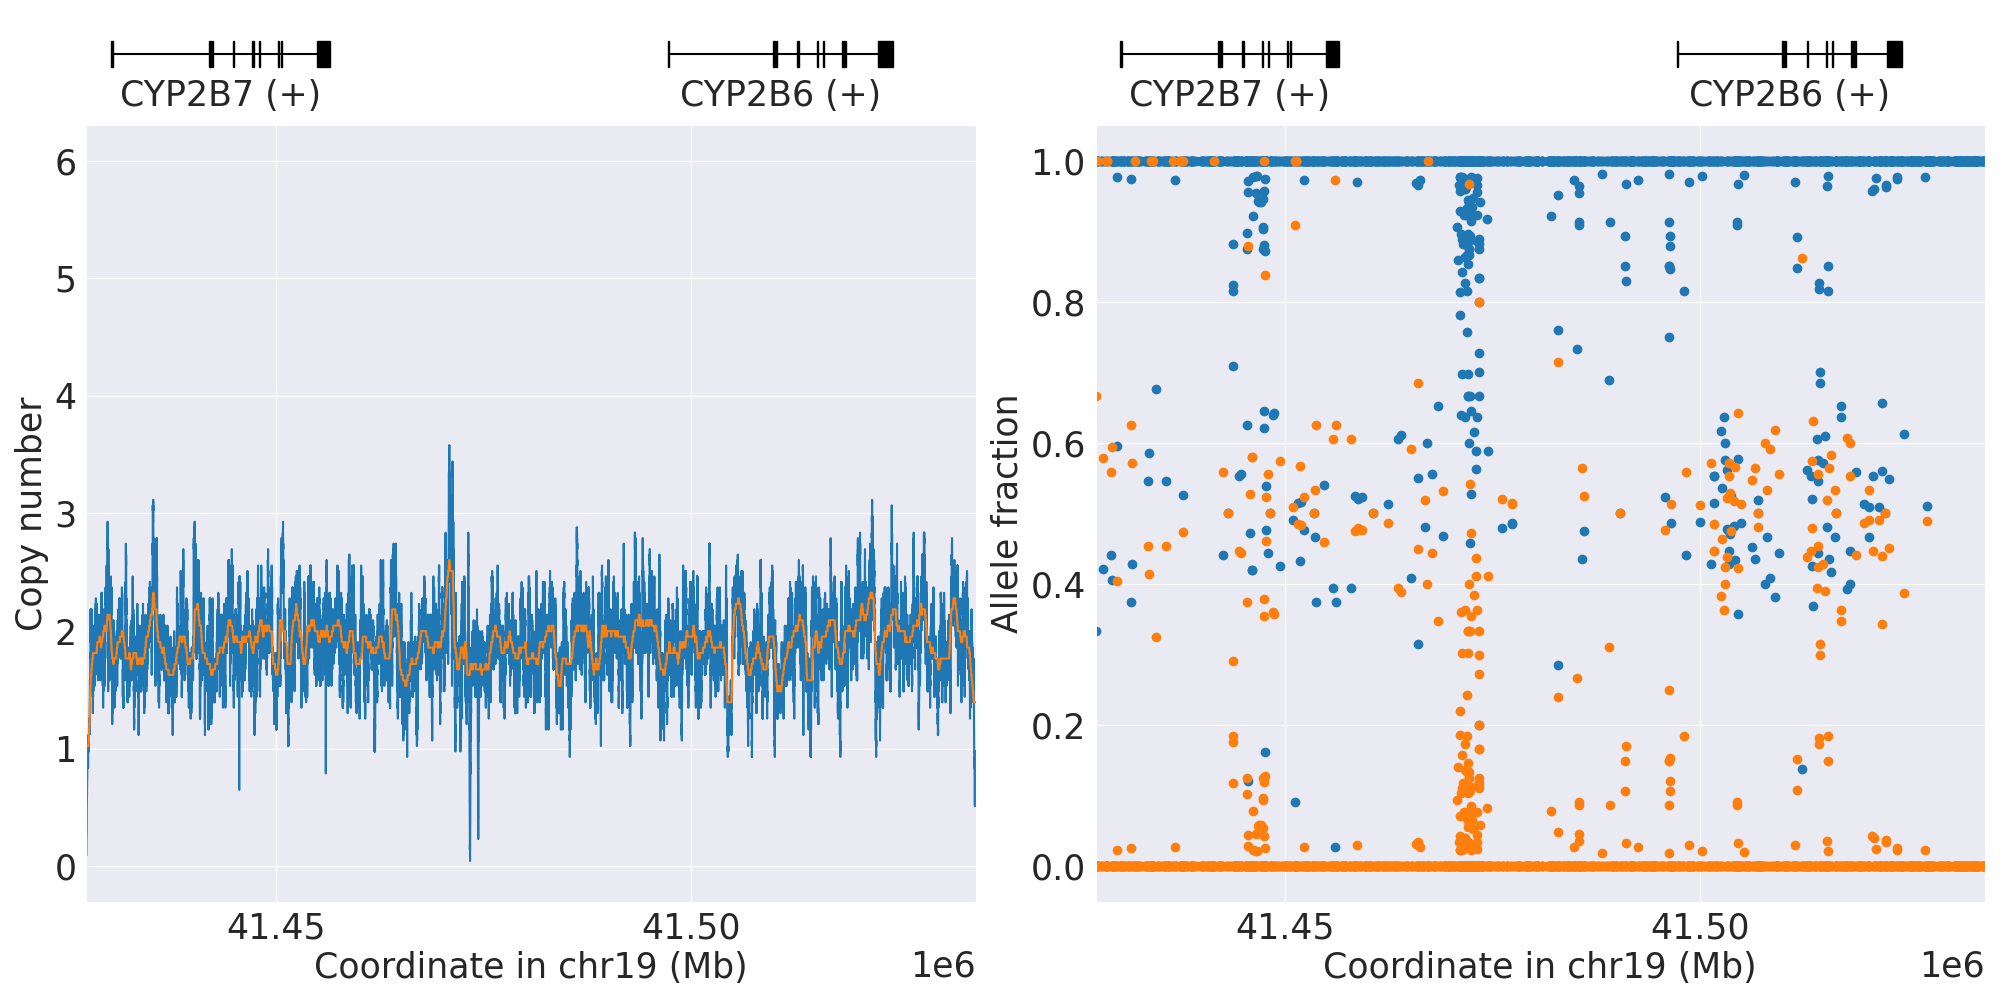 CYP2B7 (+)
CYP2B6 (+)
CYP2B7 (+)
CYP2B6 (+)
Copy number
6
5
4
3
2
1
0
41.45
41.50
Coordinate in chr19 (Mb)
1e6
Allele fraction
1.0
0.8
0.6
0.4
0.2
0.0
41.45
41.50
Coordinate in chr19 (Mb)
1e6